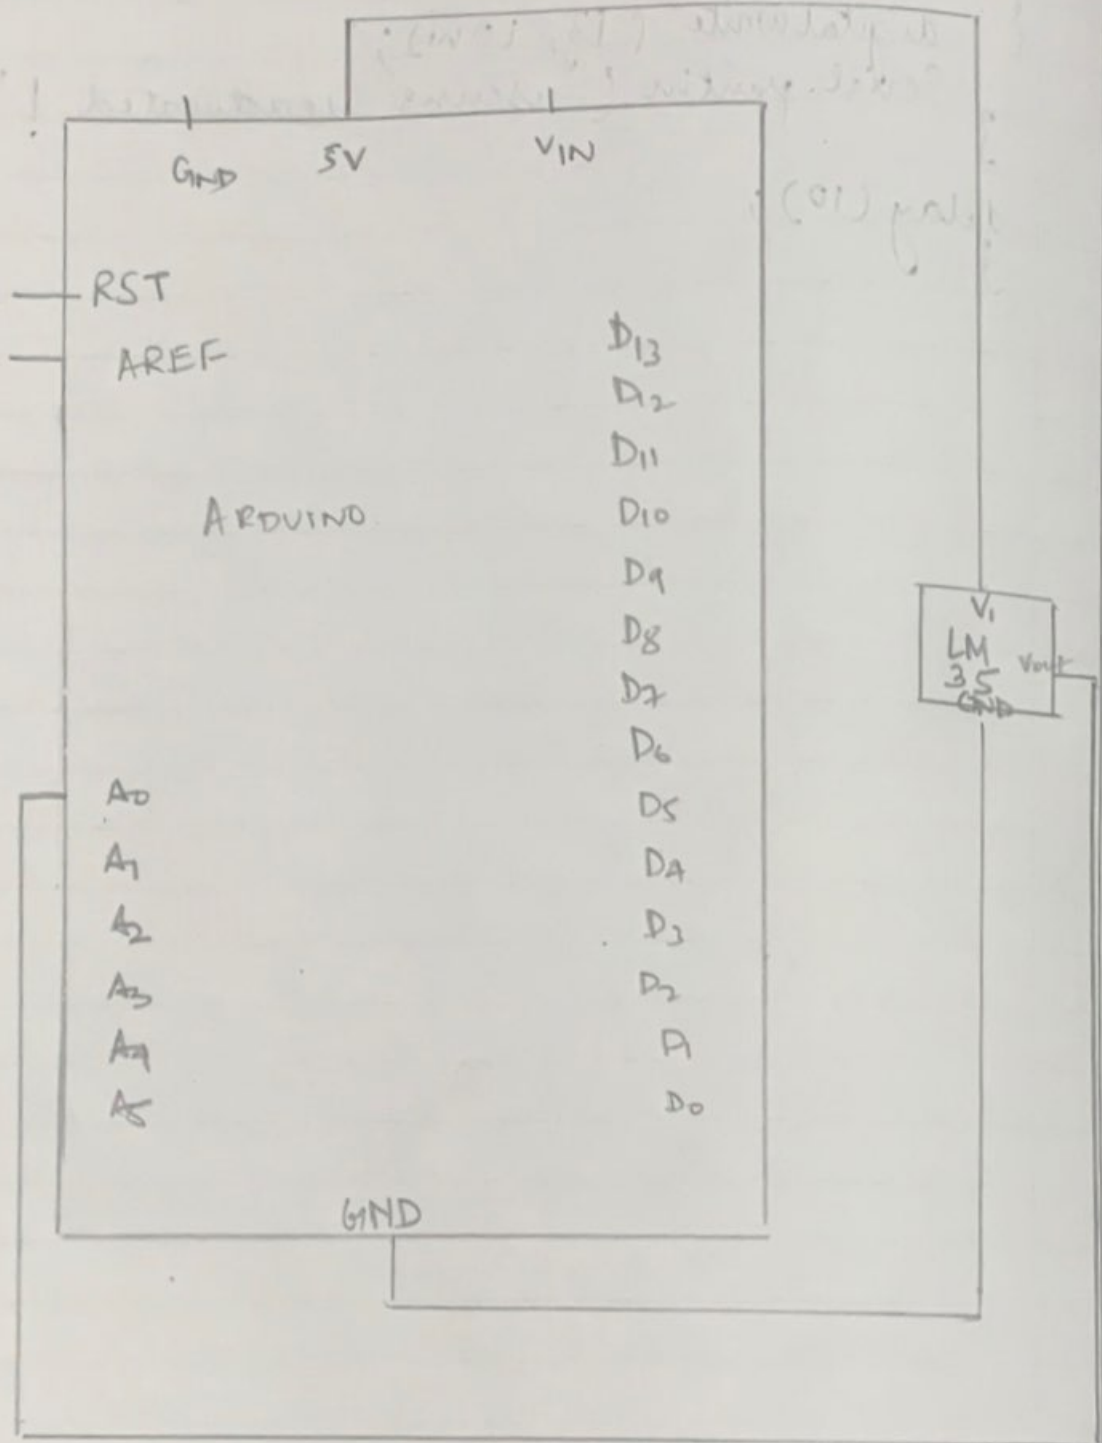 GND 5V VIN
RST
AREF
ARDUINO
D13
D12
D11
D10
D9
D8
D7
D6
D5
D4
D3
D2
D1
D0
A0
A1
A2
A3
A4
A5
GND
V1
LM
35
Vout
GND